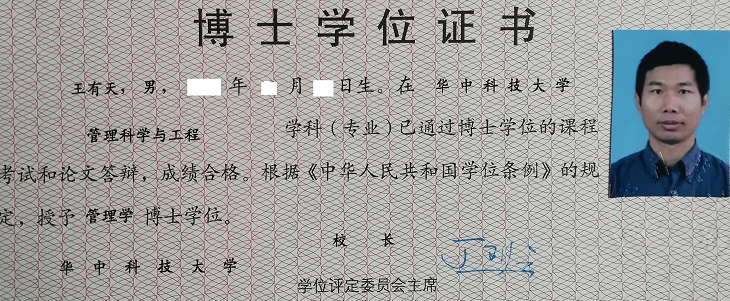 博士学位证书
王有天，男， 年 月 日生。在 华中科技大学
管理科学与工程 学科（专业）已通过博士学位的课程
考试和论文答辩，成绩合格。根据《中华人民共和国学位条例》的规
定，授予 管理学 博士学位。
校 长
华中科技大学
学位评定委员会主席